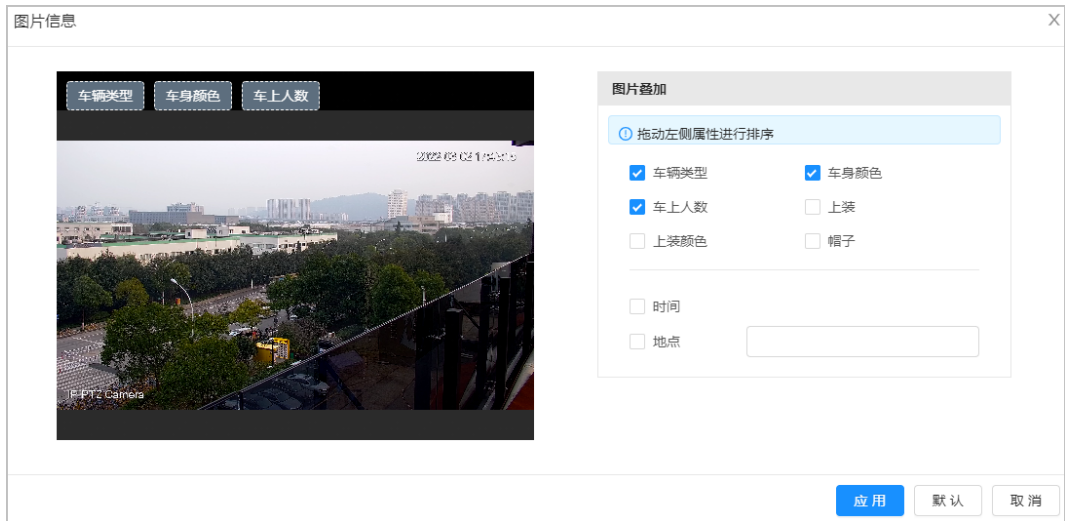 图片信息
X
车辆类型 车身颜色 车上人数
IP PTZ Camera
图片叠加
拖动左侧属性进行排序
车辆类型 车身颜色
车上人数 上装
上装颜色 帽子
时间
地点
应用 默认 取消